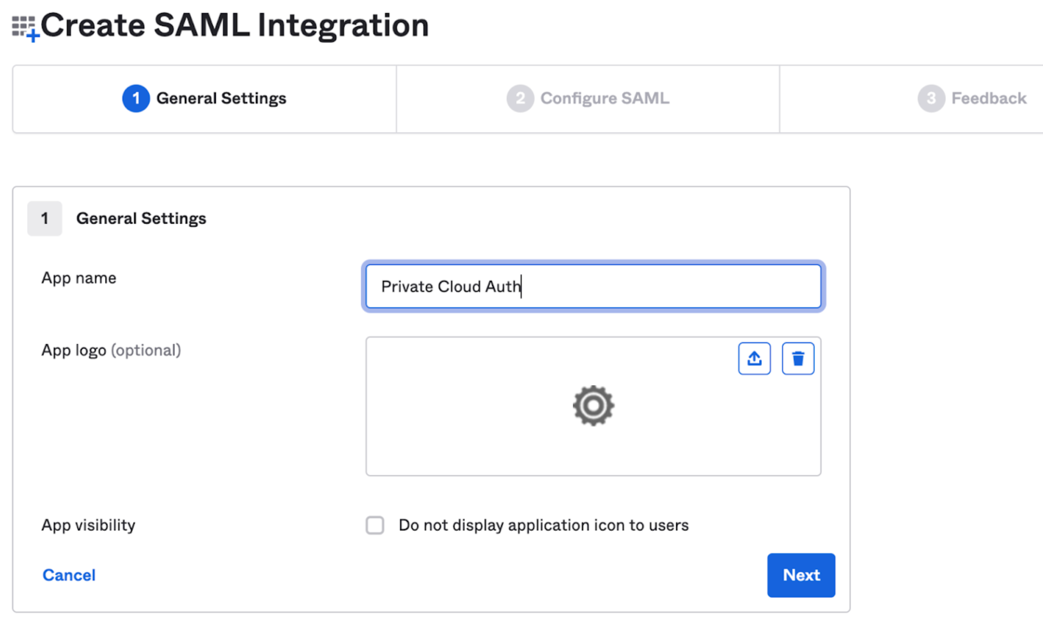 Create SAML Integration
1 General Settings
2 Configure SAML
3 Feedback
1 General Settings
App name
Private Cloud Auth
App logo (optional)
App visibility
Do not display application icon to users
Cancel
Next